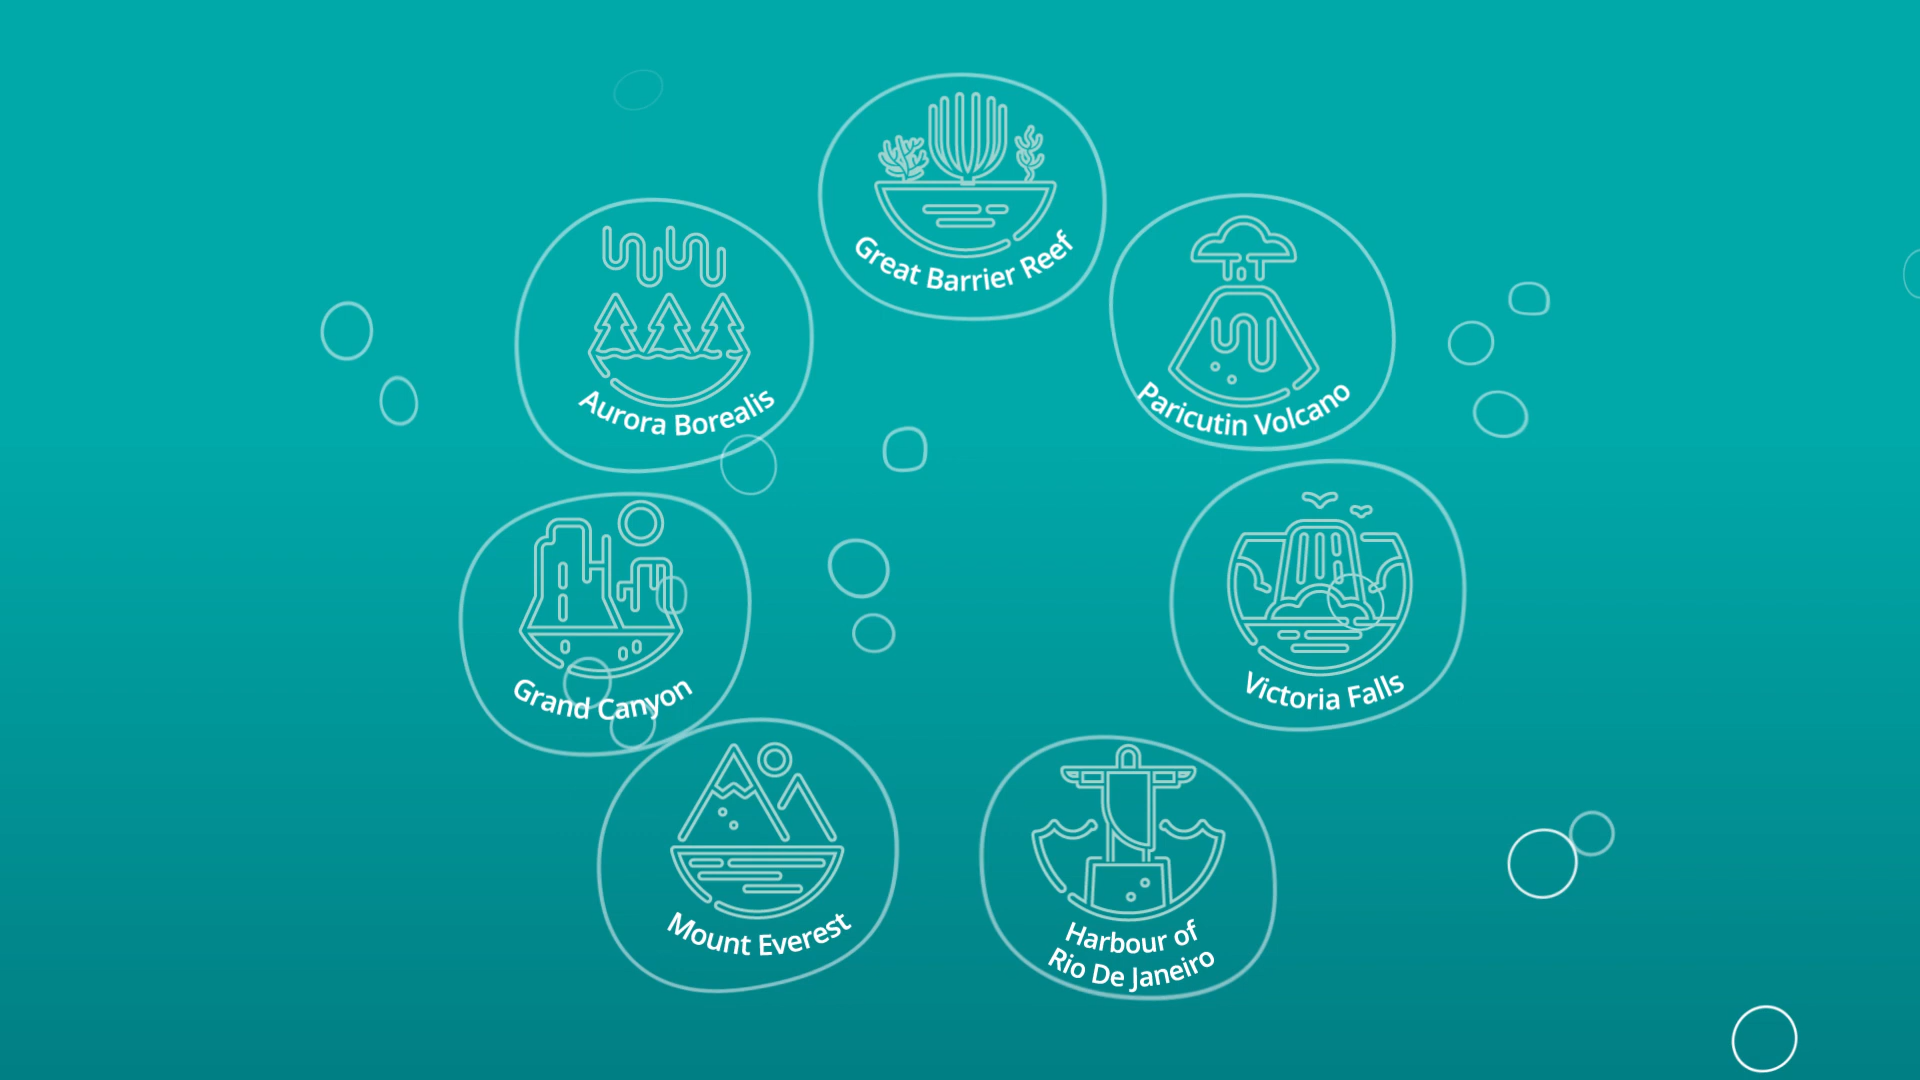 Great Barrier Reef
Aurora Borealis
Paricutin Volcano
Grand Canyon
Victoria Falls
Mount Everest
Harbour of
Rio De Janeiro